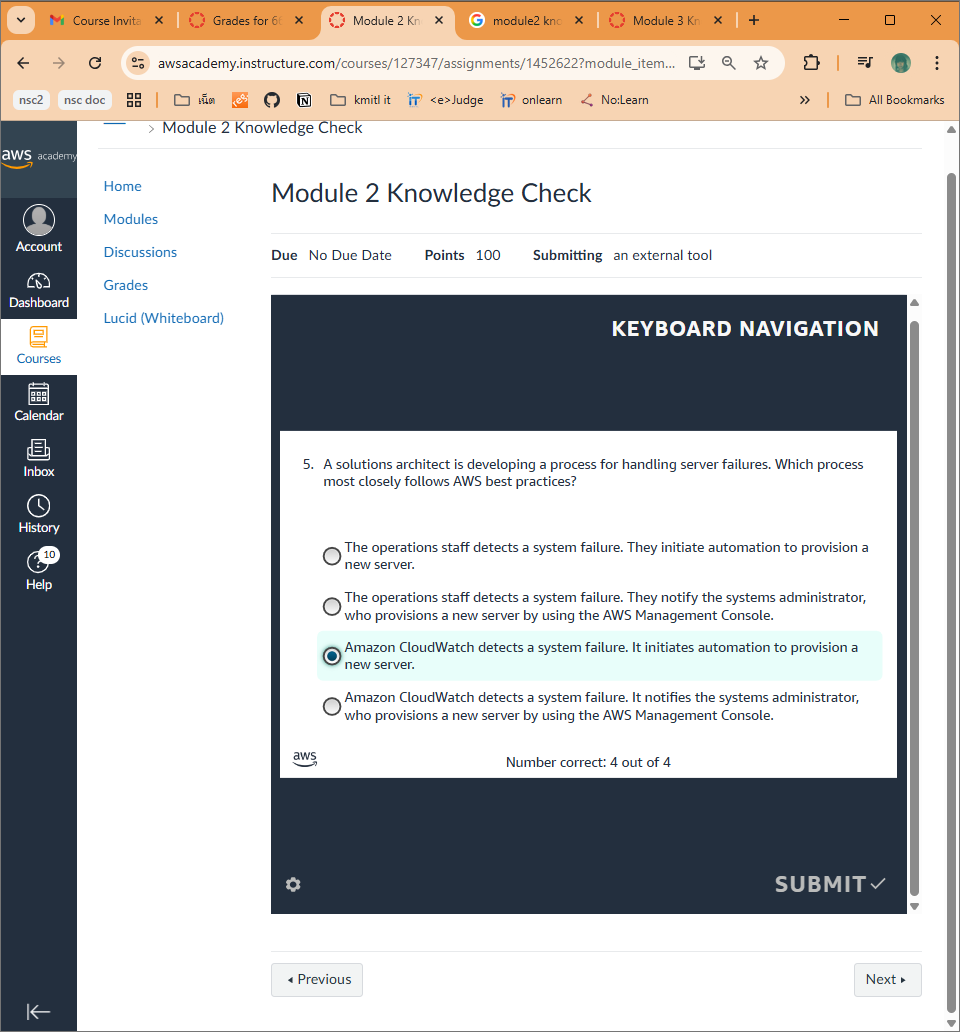 Course Invita
Grades for 66
Module 2 Kn
module2 kno
Module 3 Kn
awsacademy.instructure.com/courses/127347/assignments/1452622?module_item...
nsc2
nsc doc
เน็ต
kmitl it
<e>Judge
onlearn
No:Learn
All Bookmarks
aws academy
Account
Dashboard
Courses
Calendar
Inbox
History
10
Help
Module 2 Knowledge Check
Home
Modules
Discussions
Grades
Lucid (Whiteboard)
Module 2 Knowledge Check
Due No Due Date Points 100 Submitting an external tool
KEYBOARD NAVIGATION
5. A solutions architect is developing a process for handling server failures. Which process
most closely follows AWS best practices?
The operations staff detects a system failure. They initiate automation to provision a
new server.
The operations staff detects a system failure. They notify the systems administrator,
who provisions a new server by using the AWS Management Console.
Amazon CloudWatch detects a system failure. It initiates automation to provision a
new server.
Amazon CloudWatch detects a system failure. It notifies the systems administrator,
who provisions a new server by using the AWS Management Console.
aws
Number correct: 4 out of 4
SUBMIT
Previous
Next